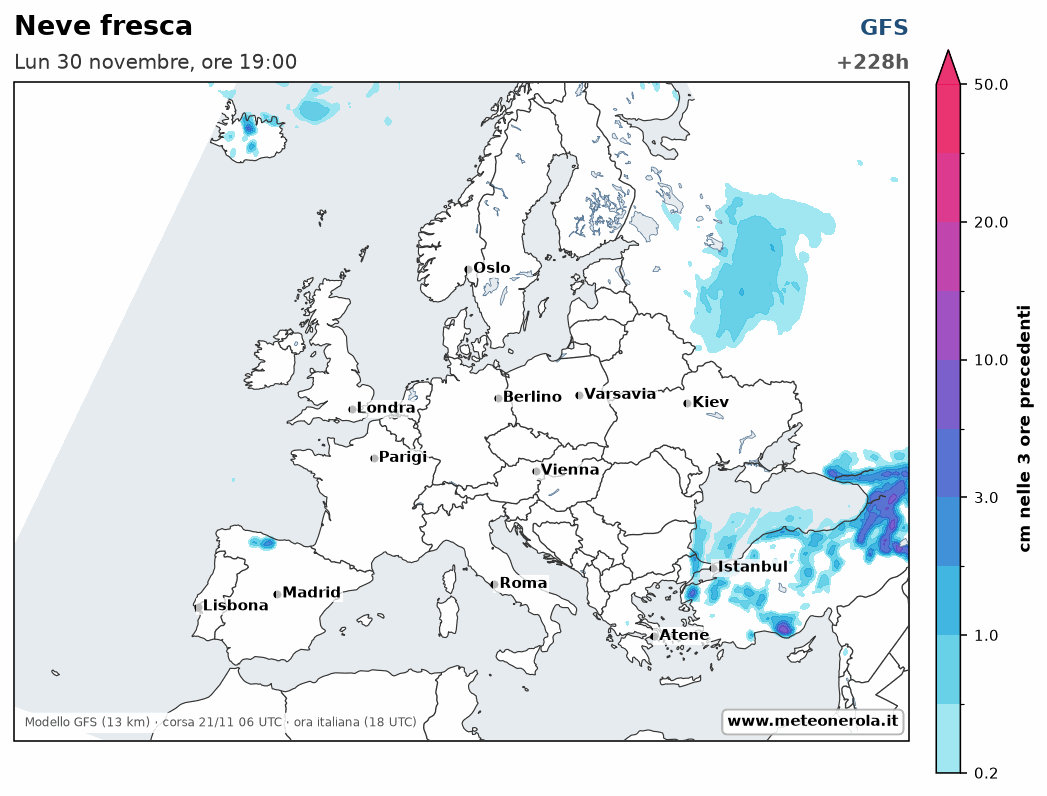 Neve fresca
GFS
Lun 30 novembre, ore 19:00
+228h
50.0
20.0
10.0
3.0
1.0
0.2
cm nelle 3 ore precedenti
Oslo
Berlino
Varsavia
Kiev
Londra
Parigi
Vienna
Istanbul
Roma
Madrid
Lisbona
Atene
Modello GFS (13 km) · corsa 21/11 06 UTC · ora italiana (18 UTC)
www.meteonerola.it